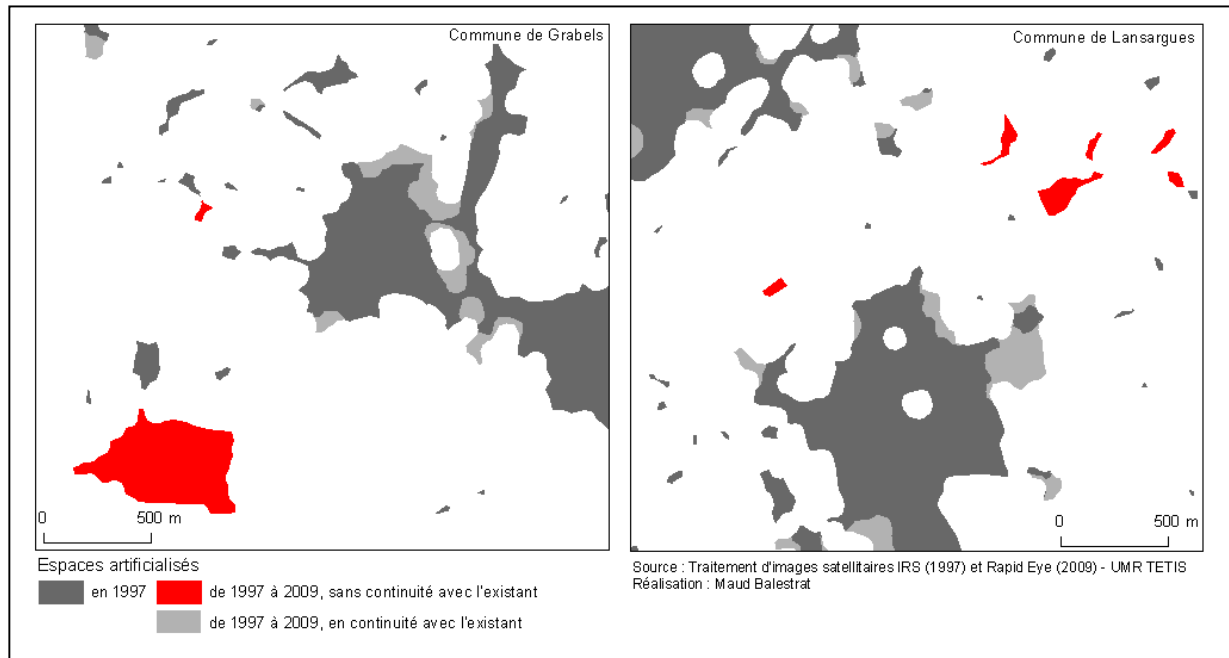 Commune de Grabels
Commune de Lansargues
0 500 m
0 500 m
Espaces artificialisés
en 1997
de 1997 à 2009, sans continuité avec l'existant
de 1997 à 2009, en continuité avec l'existant
Source : Traitement d'images satellitaires IRS (1997) et Rapid Eye (2009) - UMR TETIS
Réalisation : Maud Balestrat